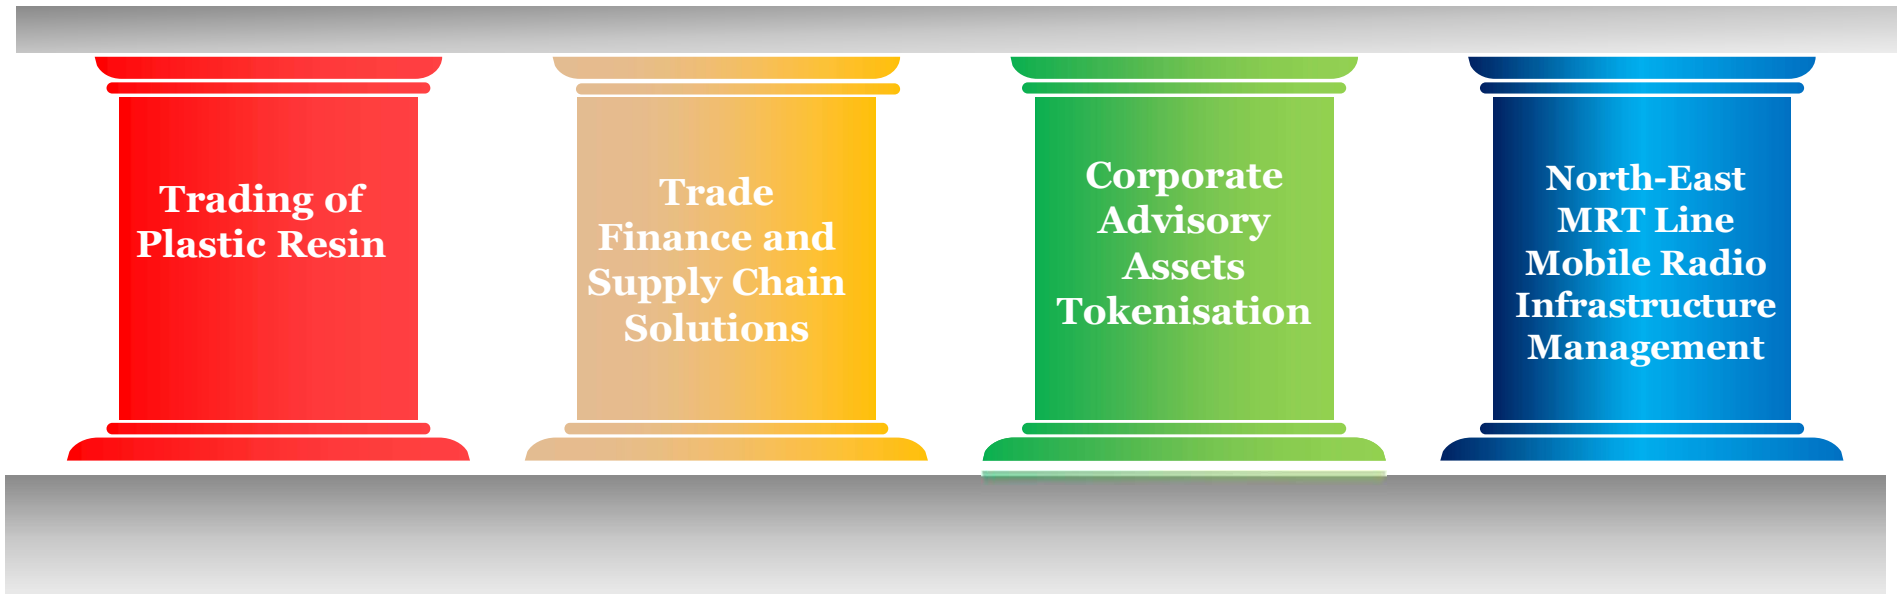 Trading of
Plastic Resin
Trade
Finance and
Supply Chain
Solutions
Corporate
Advisory
Assets
Tokenisation
North-East
MRT Line
Mobile Radio
Infrastructure
Management